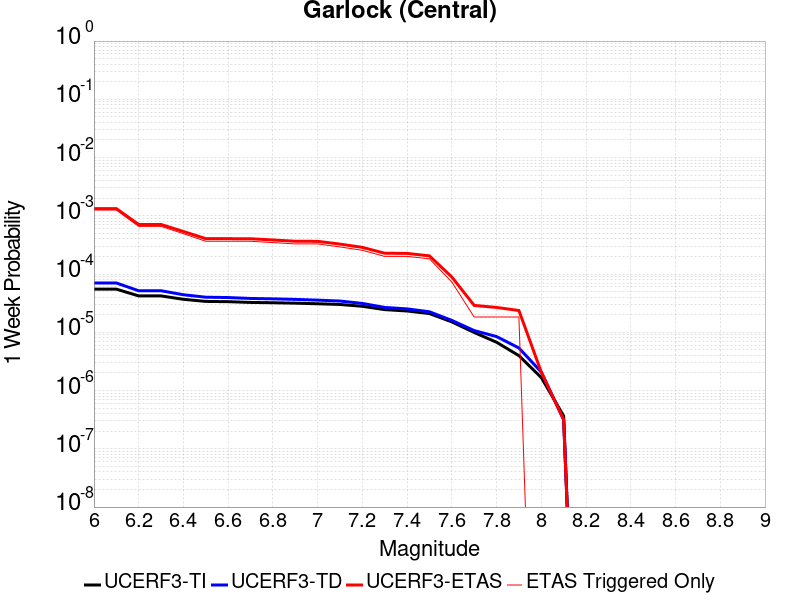 Garlock (Central)
10^0
10^-1
10^-2
10^-3
10^-4
10^-5
10^-6
10^-7
10^-8
1 Week Probability
6 6.2 6.4 6.6 6.8 7 7.2 7.4 7.6 7.8 8 8.2 8.4 8.6 8.8 9
Magnitude
UCERF3-TI UCERF3-TD UCERF3-ETAS ETAS Triggered Only